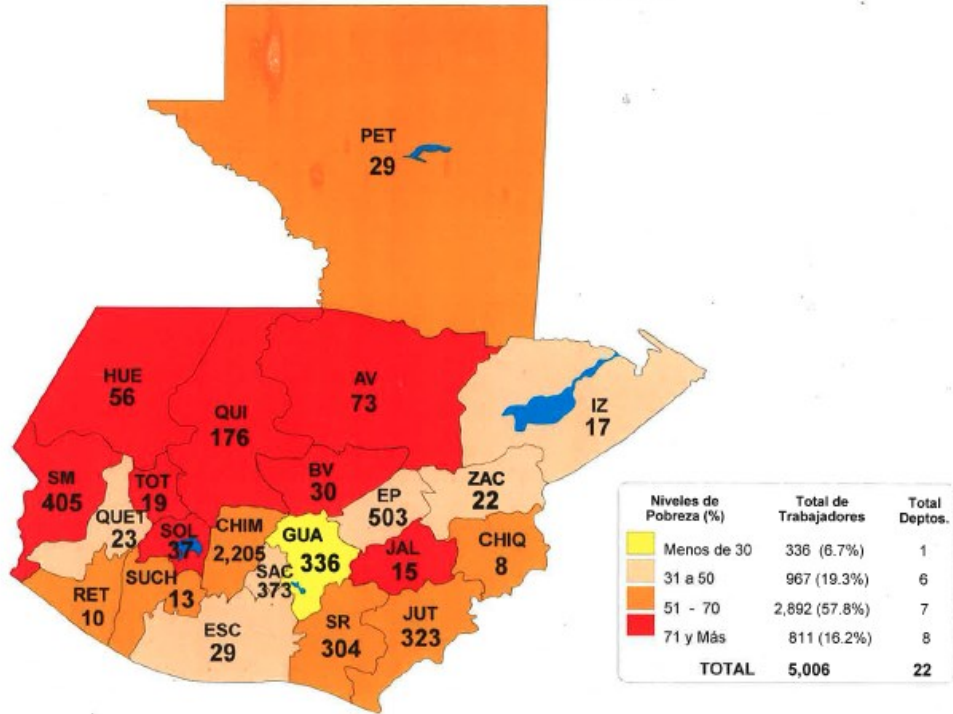 PET
29
HUE
56
AV
73
QUI
176
IZ
17
SM
405
TOT
19
BV
30
EP
503
ZAC
22
QUET
23
SOL
37
CHIM
2,205
GUA
336
JAL
15
CHIQ
8
SAC
373
SUCH
13
RET
10
ESC
29
SR
304
JUT
323
Niveles de Pobreza (%) Total de Trabajadores Total Deptos.
Menos de 30 336 (6.7%) 1
31 a 50 967 (19.3%) 6
51 - 70 2,892 (57.8%) 7
71 y Más 811 (16.2%) 8
TOTAL 5,006 22